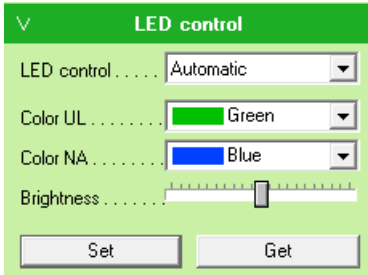 LED control
LED control..... Automatic
Color UL........ Green
Color NA........ Blue
Brightness.......
Set Get